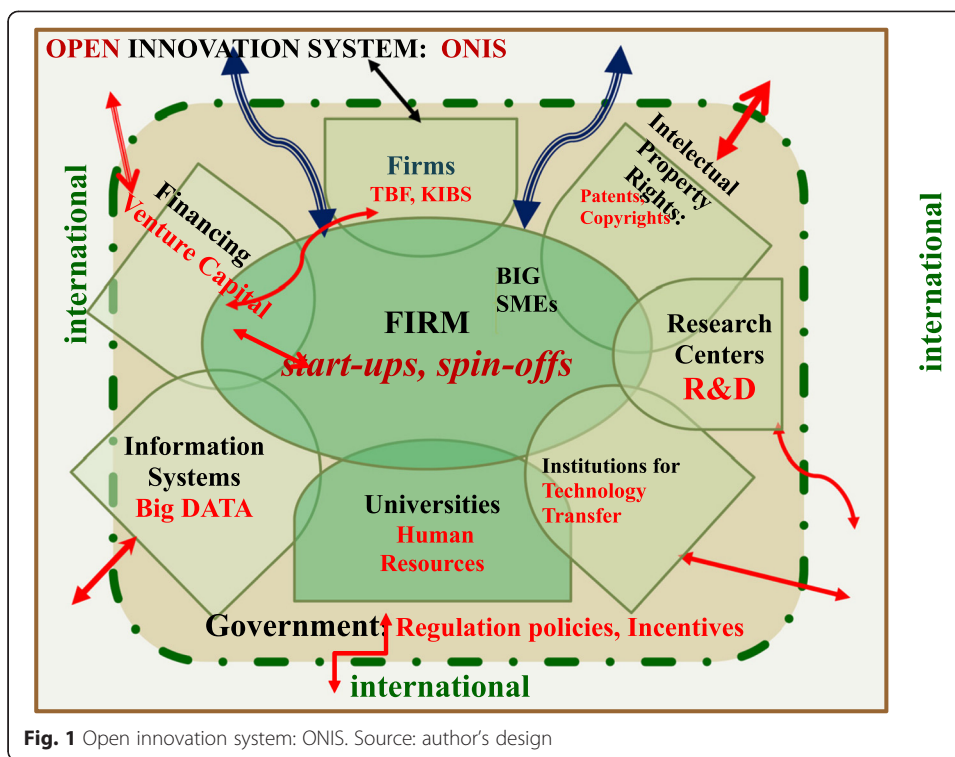 OPEN INNOVATION SYSTEM: ONIS
Firms
TBF, KIBS
Intelectual
Property
Rights:
Patents,
Copyrights
Financing
Venture Capital
international
international
BIG
SMEs
FIRM
start-ups, spin-offs
Research
Centers
R&D
Information
Systems
Big DATA
Universities
Human
Resources
Institutions for
Technology
Transfer
Government: Regulation policies, Incentives
international
Fig. 1 Open innovation system: ONIS. Source: author's design